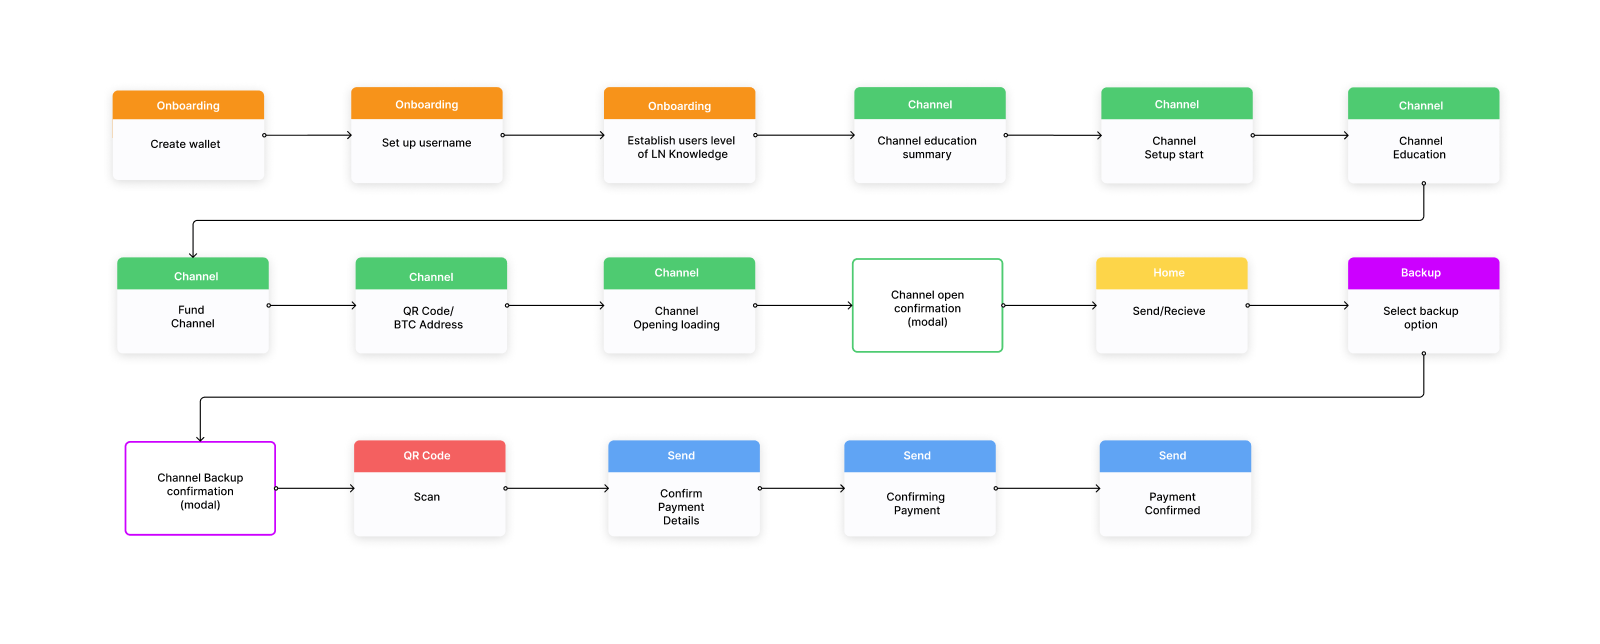 Onboarding
Create wallet
Onboarding
Set up username
Onboarding
Establish users level
of LN Knowledge
Channel
Channel education
summary
Channel
Channel
Setup start
Channel
Channel
Education
Channel
Fund
Channel
Channel
QR Code/
BTC Address
Channel
Channel
Opening loading
Channel open
confirmation
(modal)
Home
Send/Recieve
Backup
Select backup
option
Channel Backup
confirmation
(modal)
QR Code
Scan
Send
Confirm
Payment
Details
Send
Confirming
Payment
Send
Payment
Confirmed